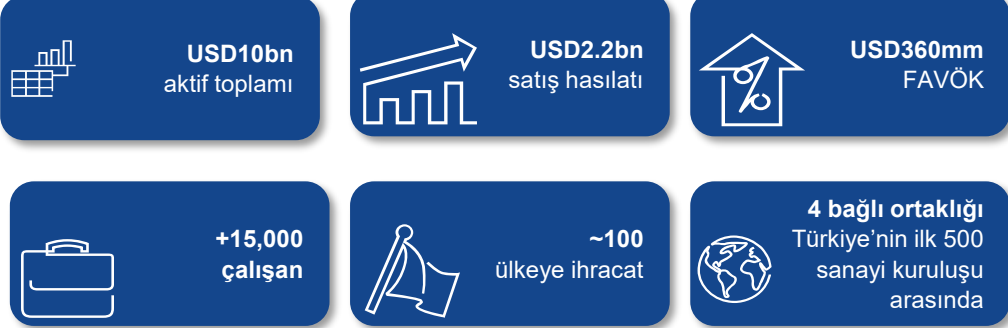 USD10bn
aktif toplamı
USD2.2bn
satış hasılatı
USD360mm
FAVÖK
+15,000
çalışan
~100
ülkeye ihracat
4 bağlı ortaklığı
Türkiye’nin ilk 500
sanayi kuruluşu
arasında